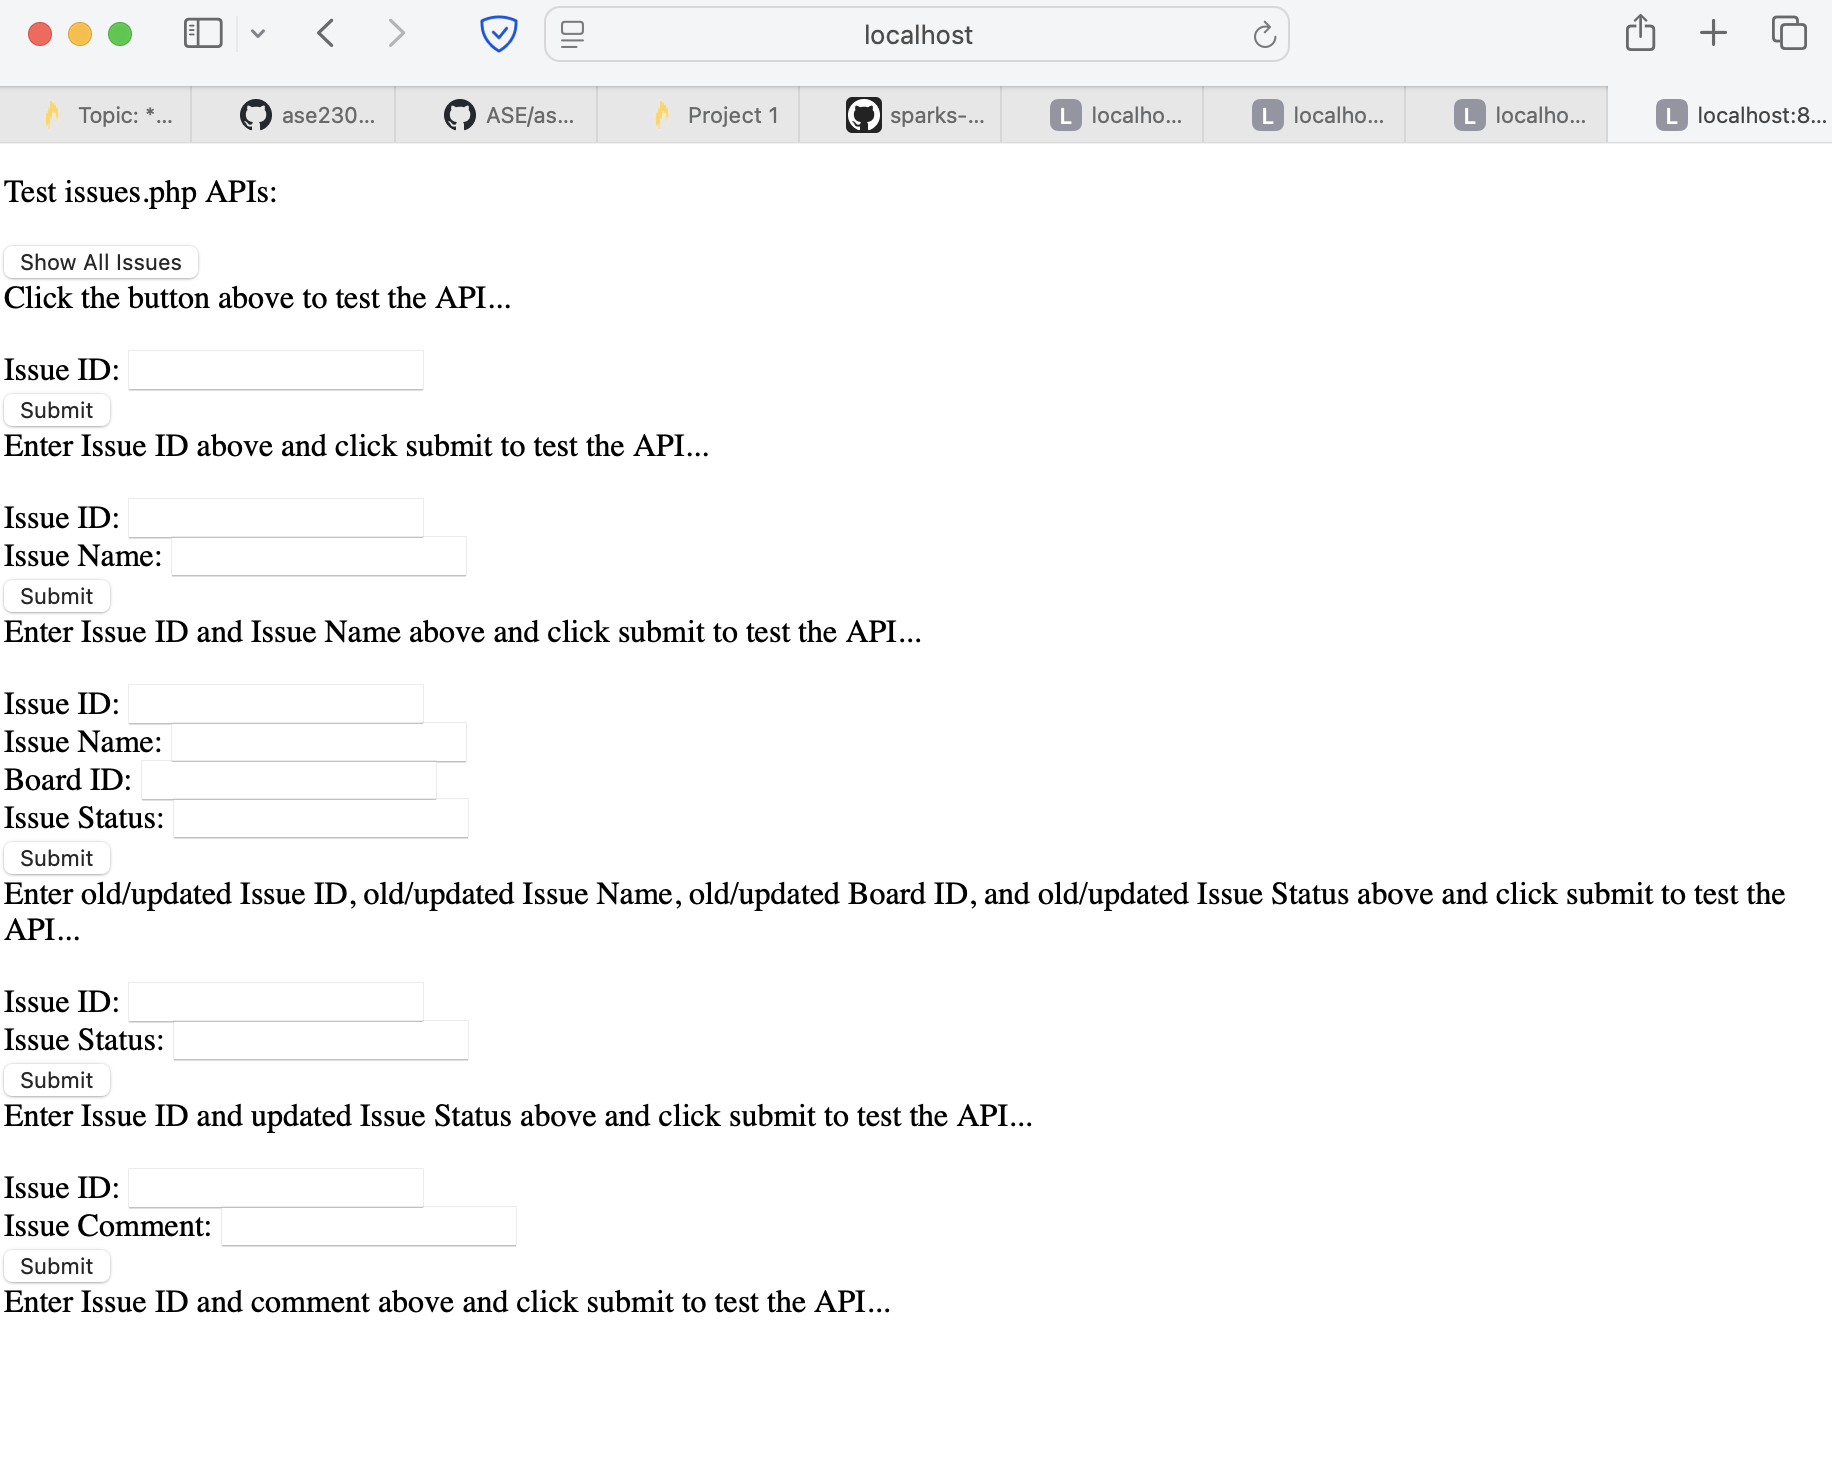 localhost
Topic: *...
ase230...
ASE/as...
Project 1
sparks-...
L localho...
L localho...
L localho...
L localhost:8...
Test issues.php APIs:
Show All Issues
Click the button above to test the API...
Issue ID:
Submit
Enter Issue ID above and click submit to test the API...
Issue ID:
Issue Name:
Submit
Enter Issue ID and Issue Name above and click submit to test the API...
Issue ID:
Issue Name:
Board ID:
Issue Status:
Submit
Enter old/updated Issue ID, old/updated Issue Name, old/updated Board ID, and old/updated Issue Status above and click submit to test the
API...
Issue ID:
Issue Status:
Submit
Enter Issue ID and updated Issue Status above and click submit to test the API...
Issue ID:
Issue Comment:
Submit
Enter Issue ID and comment above and click submit to test the API...